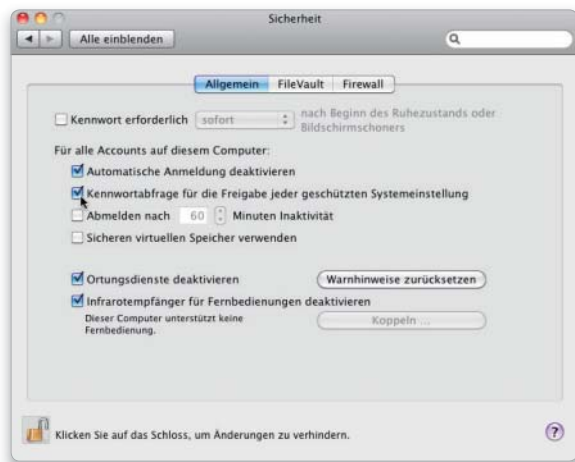 Sicherheit
Alle einblenden
Allgemein FileVault Firewall
Kennwort erforderlich sofort nach Beginn des Ruhezustands oder
Bildschirmschoners
Für alle Accounts auf diesem Computer:
Automatische Anmeldung deaktivieren
Kennwortabfrage für die Freigabe jeder geschützten Systemeinstellung
Abmelden nach 60 Minuten Inaktivität
Sicheren virtuellen Speicher verwenden
Ortungsdienste deaktivieren Warnhinweise zurücksetzen
Infrarotempfänger für Fernbedienungen deaktivieren
Dieser Computer unterstützt keine
Fernbedienung.
Koppeln ...
Klicken Sie auf das Schloss, um Änderungen zu verhindern.
?